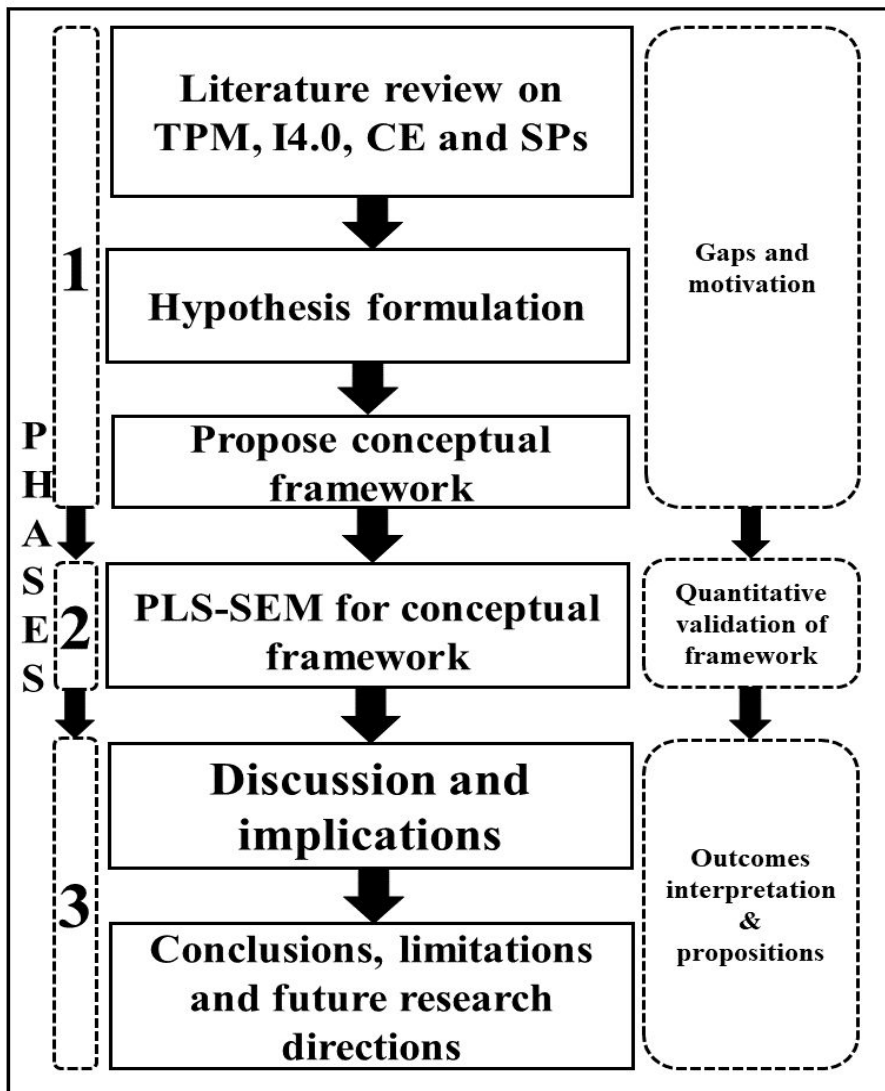 Literature review on
TPM, I4.0, CE and SPs
1
Gaps and
motivation
Hypothesis formulation
Propose conceptual
framework
PHASES
PLS-SEM for conceptual
framework
2
Quantitative
validation of
framework
Discussion and
implications
3
Outcomes
interpretation
&
propositions
Conclusions, limitations
and future research
directions